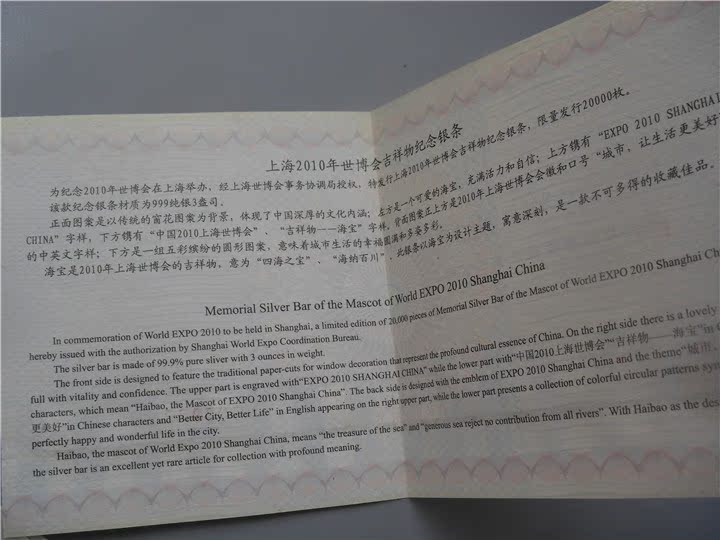 上海2010年世博会吉祥物纪念银条
为纪念2010年世博会在上海举办，经上海世博会事务协调局授权，特发行上海2010年世博会吉祥物纪念银条，限量发行20000枚。
该款纪念银条材质为999纯银3盎司。
正面图案是以传统的窗花图案为背景，体现了中国深厚的文化内涵；左方是一个可爱的海宝，充满活力和自信；上方镌有“EXPO 2010 SHANGHAI
CHINA”字样，下方镌有“中国2010上海世博会”、“吉祥物——海宝”字样。背面图案正上方是2010年上海世博会会徽和口号“城市，让生活更美好”
的中英文字样；下方是一组五彩缤纷的圆形图案，意味着城市生活的幸福圆满和多姿多彩。
海宝是2010年上海世博会的吉祥物。意为“四海之宝”、“海纳百川”，此银条以海宝为设计主题，寓意深刻，是一款不可多得的收藏佳品。
Memorial Silver Bar of the Mascot of World EXPO 2010 Shanghai China
In commemoration of World EXPO 2010 to be held in Shanghai, a limited edition of 20,000 pieces of Memorial Silver Bar of the Mascot of World EXPO 2010 Shanghai Ch
hereby issued with the authorization by Shanghai World Expo Coordination Bureau.
The silver bar is made of 99.9% pure sliver with 3 ounces in weight.
The front side is designed to feature the traditional paper-cuts for window decoration that represent the profound cultural essence of China. On the right side there is a lovely
full with vitality and confidence. The upper part is engraved with“EXPO 2010 SHANGHAI CHINA” while the lower part with“中国2010上海世博会”“吉祥物——海宝”in
characters, which mean “Haibao, the Mascot of EXPO 2010 Shanghai China”. The back side is designed with the emblem of EXPO 2010 Shanghai China and the theme“城市，
更美好”in Chinese characters and “Better City, Better Life” in English appearing on the right upper part, while the lower part presents a collection of colorful circular patterns sym
perfectly happy and wonderful life in the city.
Haibao, the mascot of World EXPO 2010 Shanghai China, means “the treasure of the sea” and “generous sea reject no contribution from all rivers”. With Haibao as the des
the silver bar is an excellent yet rare article for collection with profound meaning.